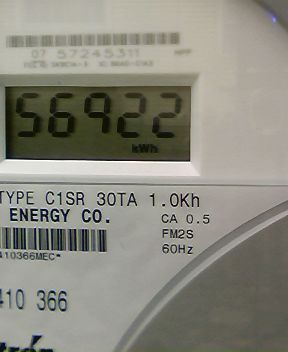 07 57245311
56922
kWh
TYPE C1SR 30TA 1.0Kh
ENERGY CO. CA 0.5
FM2S
410366MEC* 60Hz
410 366